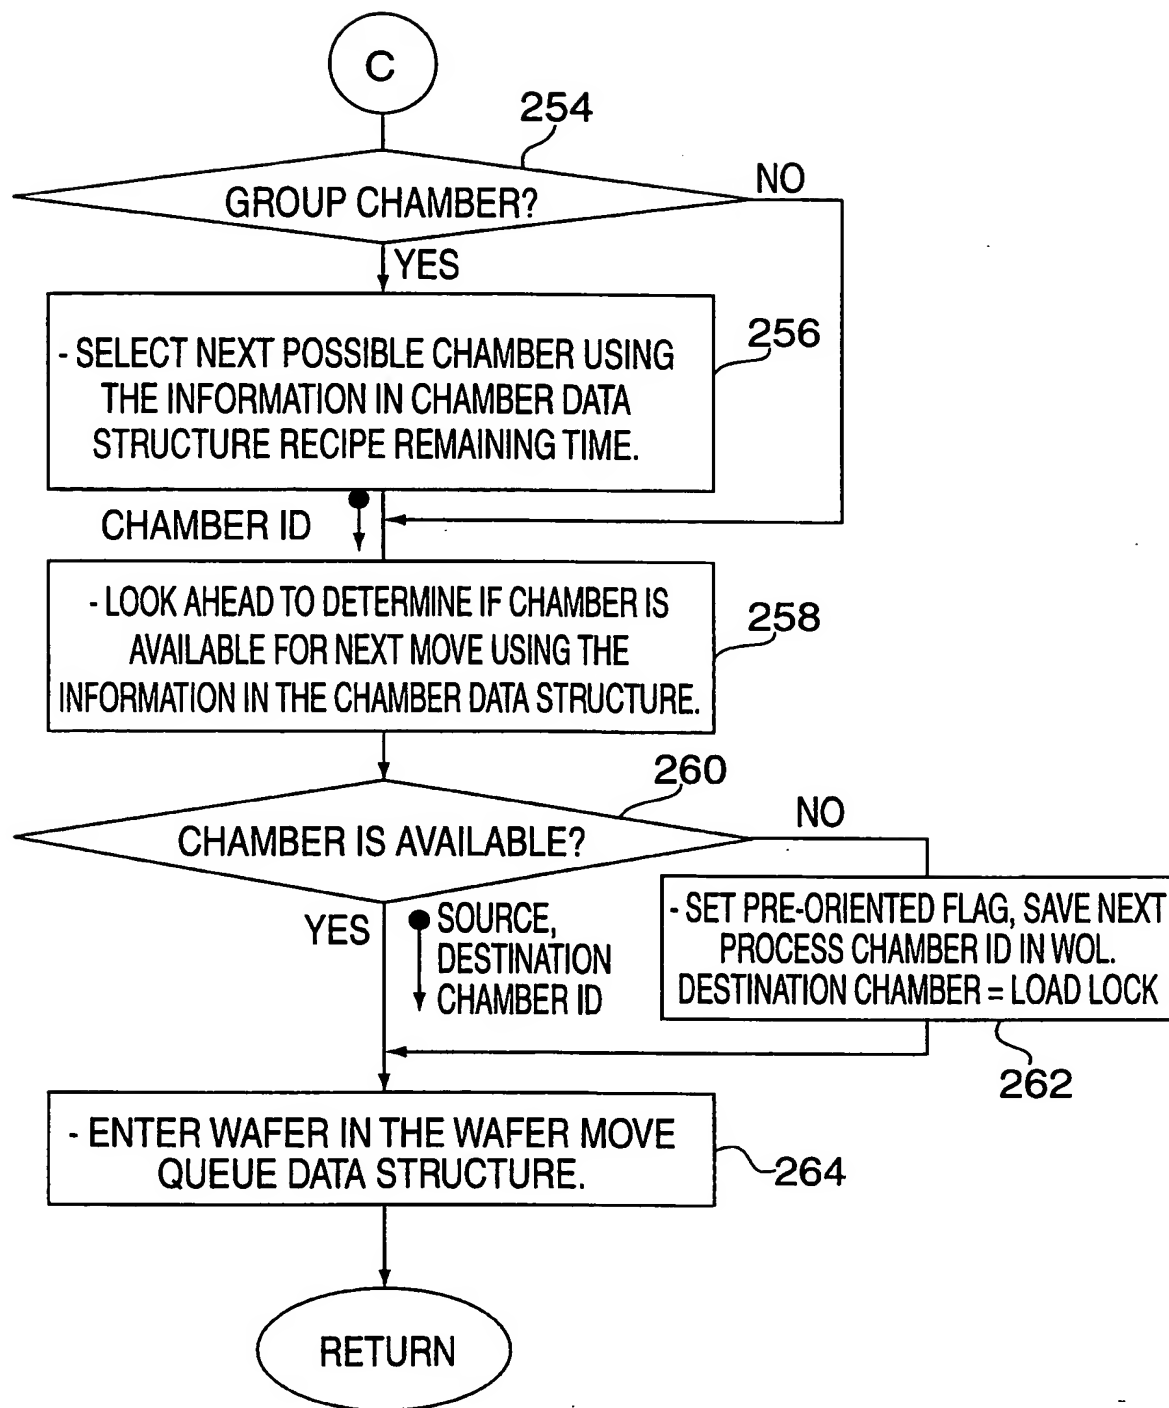 C
254
GROUP CHAMBER?
NO
YES
256
- SELECT NEXT POSSIBLE CHAMBER USING
THE INFORMATION IN CHAMBER DATA
STRUCTURE RECIPE REMAINING TIME.
CHAMBER ID
258
- LOOK AHEAD TO DETERMINE IF CHAMBER IS
AVAILABLE FOR NEXT MOVE USING THE
INFORMATION IN THE CHAMBER DATA STRUCTURE.
260
CHAMBER IS AVAILABLE?
NO
YES
SOURCE,
DESTINATION
CHAMBER ID
- SET PRE-ORIENTED FLAG, SAVE NEXT
PROCESS CHAMBER ID IN WOL.
DESTINATION CHAMBER = LOAD LOCK
262
- ENTER WAFER IN THE WAFER MOVE
QUEUE DATA STRUCTURE.
264
RETURN